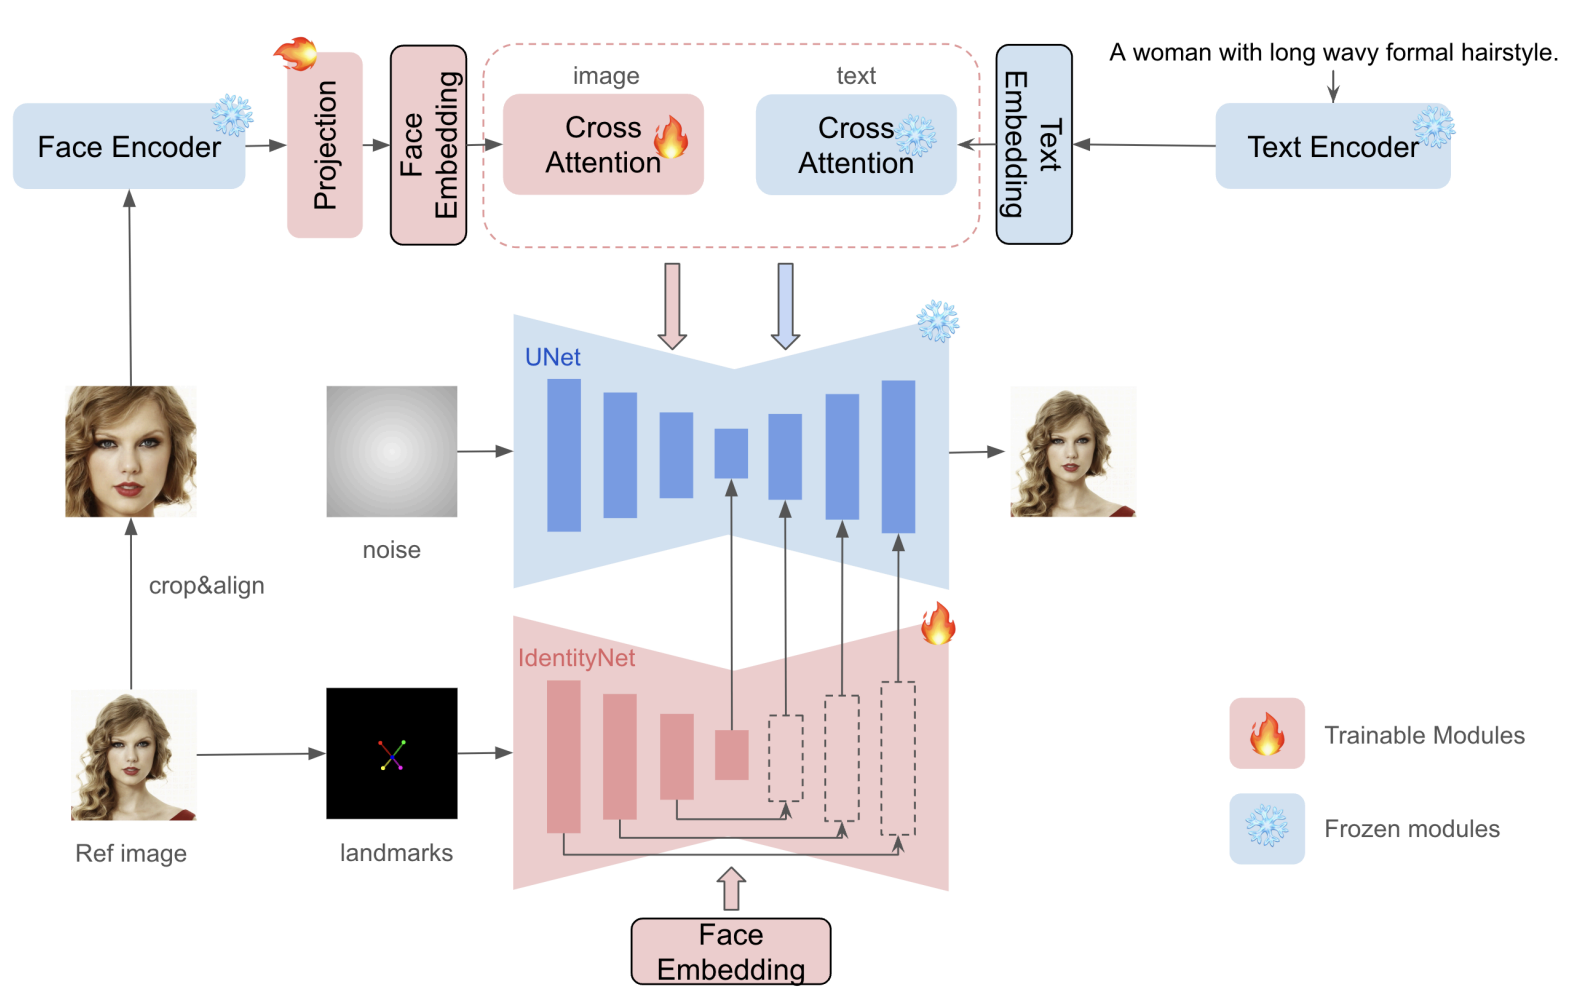 A woman with long wavy formal hairstyle.
image
text
Face Encoder
Projection
Face
Embedding
Cross
Attention
Cross
Attention
Text
Embedding
Text Encoder
UNet
noise
crop&align
IdentityNet
Ref image
landmarks
Trainable Modules
Frozen modules
Face
Embedding